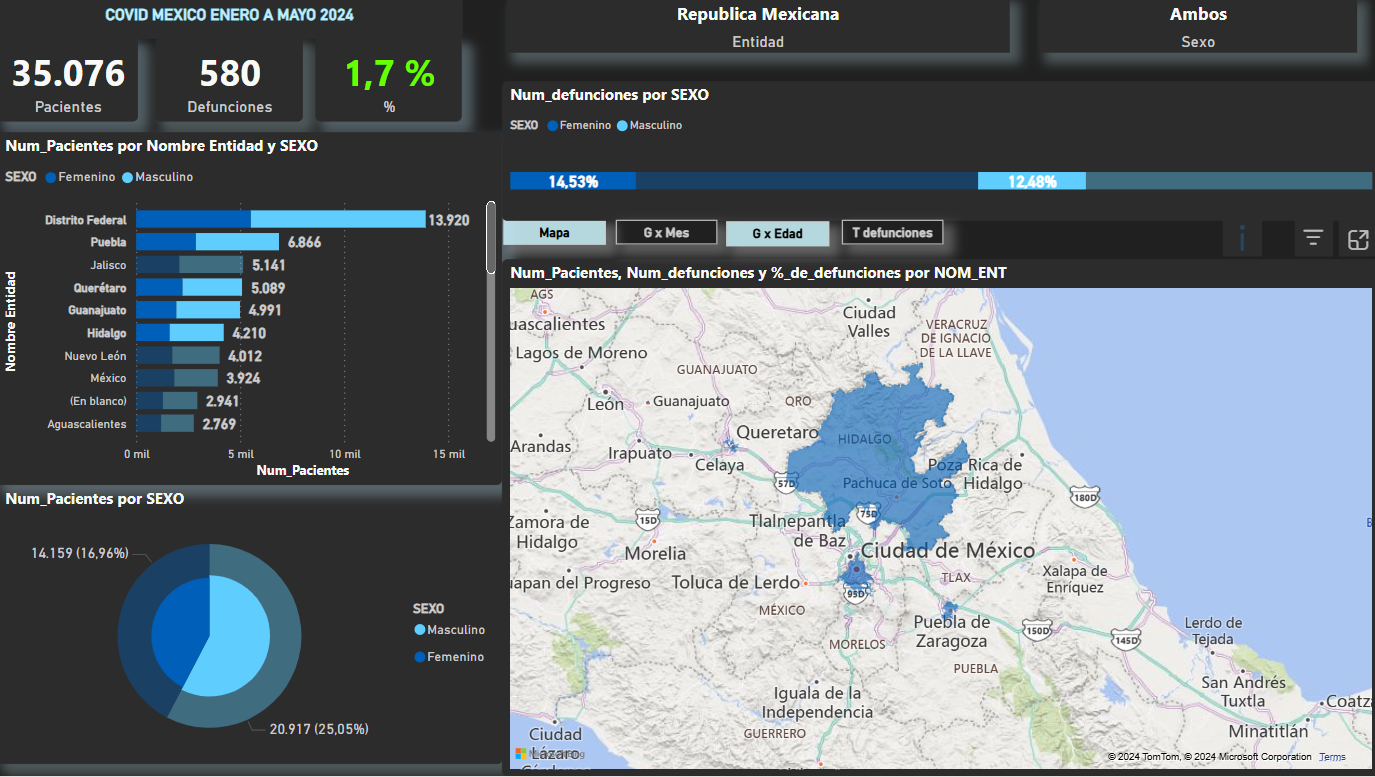 COVID MEXICO ENERO A MAYO 2024
35.076
Pacientes
580
Defunciones
1,7 %
%
Republica Mexicana
Entidad
Ambos
Sexo
Num_Pacientes por Nombre Entidad y SEXO
SEXO Femenino Masculino
Nombre Entidad
Distrito Federal 13.920
Puebla 6.866
Jalisco 5.141
Querétaro 5.089
Guanajuato 4.991
Hidalgo 4.210
Nuevo León 4.012
México 3.924
(En blanco) 2.941
Aguascalientes 2.769
0 mil 5 mil 10 mil 15 mil
Num_Pacientes
Num_Pacientes por SEXO
14.159 (16,96%)
20.917 (25,05%)
SEXO
Masculino
Femenino
Num_defunciones por SEXO
SEXO Femenino Masculino
14,53% 12,48%
Mapa G x Mes G x Edad T defunciones
Num_Pacientes, Num_defunciones y %_de_defunciones por NOM_ENT
AGS
uascalientes
Lagos de Moreno
Ciudad
Valles
VERACRUZ
DE IGNACIO
DE LA LLAVE
GUANAJUATO
León
Guanajuato
QRO
Queretaro
HIDALGO
Arandas
Irapuato
Celaya
Poza Rica de
Hidalgo
Pachuca de Soto
57D
75D
180D
15D
Zamora de
Hidalgo
Morelia
Tlalnepantla
de Baz
Ciudad de México
uapan del Progreso
Toluca de Lerdo
TLAX
Xalapa de
Enríquez
95D
MÉXICO
Puebla de
Zaragoza
150D
145D
MORELOS
PUEBLA
Lerdo de
Tejada
Iguala de la
Independencia
San Andrés
Tuxtla
Coatz
GUERRERO
Minatitlán
Ciudad
Lázaro
© 2024 TomTom, © 2024 Microsoft Corporation Terms